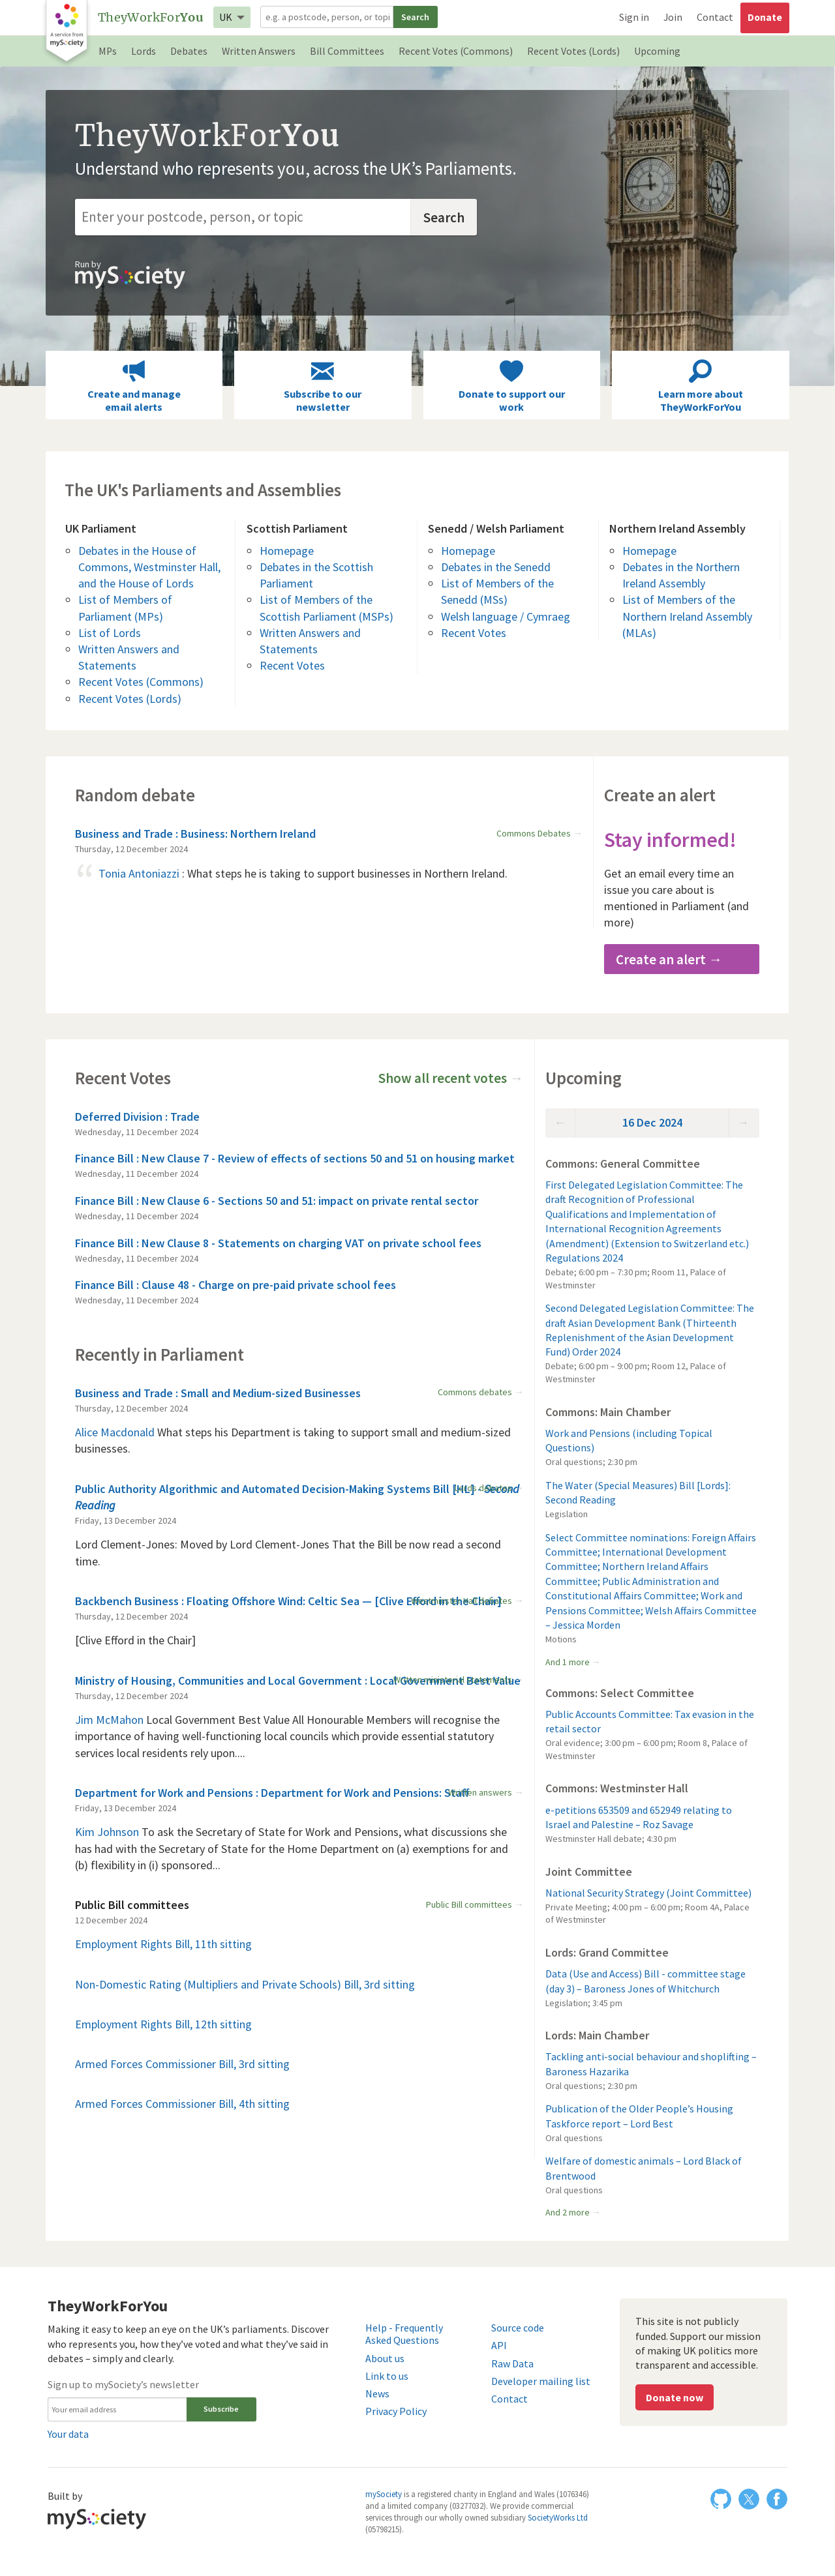 A service from
mySociety
TheyWorkForYou
UK
e.g. a postcode, person, or topi
Search
Sign in
Join
Contact
Donate
MPs
Lords
Debates
Written Answers
Bill Committees
Recent Votes (Commons)
Recent Votes (Lords)
Upcoming
TheyWorkForYou
Understand who represents you, across the UK’s Parliaments.
Enter your postcode, person, or topic
Search
Run by
mySociety
Create and manage
email alerts
Subscribe to our
newsletter
Donate to support our
work
Learn more about
TheyWorkForYou
The UK's Parliaments and Assemblies
UK Parliament
Debates in the House of
Commons, Westminster Hall,
and the House of Lords
List of Members of
Parliament (MPs)
List of Lords
Written Answers and
Statements
Recent Votes (Commons)
Recent Votes (Lords)
Scottish Parliament
Homepage
Debates in the Scottish
Parliament
List of Members of the
Scottish Parliament (MSPs)
Written Answers and
Statements
Recent Votes
Senedd / Welsh Parliament
Homepage
Debates in the Senedd
List of Members of the
Senedd (MSs)
Welsh language / Cymraeg
Recent Votes
Northern Ireland Assembly
Homepage
Debates in the Northern
Ireland Assembly
List of Members of the
Northern Ireland Assembly
(MLAs)
Random debate
Business and Trade : Business: Northern Ireland
Commons Debates →
Thursday, 12 December 2024
“ Tonia Antoniazzi : What steps he is taking to support businesses in Northern Ireland.
Create an alert
Stay informed!
Get an email every time an
issue you care about is
mentioned in Parliament (and
more)
Create an alert →
Recent Votes
Show all recent votes →
Deferred Division : Trade
Wednesday, 11 December 2024
Finance Bill : New Clause 7 - Review of effects of sections 50 and 51 on housing market
Wednesday, 11 December 2024
Finance Bill : New Clause 6 - Sections 50 and 51: impact on private rental sector
Wednesday, 11 December 2024
Finance Bill : New Clause 8 - Statements on charging VAT on private school fees
Wednesday, 11 December 2024
Finance Bill : Clause 48 - Charge on pre-paid private school fees
Wednesday, 11 December 2024
Recently in Parliament
Business and Trade : Small and Medium-sized Businesses
Commons debates →
Thursday, 12 December 2024
Alice Macdonald What steps his Department is taking to support small and medium-sized
businesses.
Public Authority Algorithmic and Automated Decision-Making Systems Bill [HL] - Second
Reading
Friday, 13 December 2024
Lord Clement-Jones: Moved by Lord Clement-Jones That the Bill be now read a second
time.
Backbench Business : Floating Offshore Wind: Celtic Sea — [Clive Efford in the Chair]
Thursday, 12 December 2024
[Clive Efford in the Chair]
Ministry of Housing, Communities and Local Government : Local Government Best Value
Thursday, 12 December 2024
Jim McMahon Local Government Best Value All Honourable Members will recognise the
importance of having well-functioning local councils which provide essential statutory
services local residents rely upon....
Department for Work and Pensions : Department for Work and Pensions: Staff
Written answers →
Friday, 13 December 2024
Kim Johnson To ask the Secretary of State for Work and Pensions, what discussions she
has had with the Secretary of State for the Home Department on (a) exemptions for and
(b) flexibility in (i) sponsored...
Public Bill committees
Public Bill committees →
12 December 2024
Employment Rights Bill, 11th sitting
Non-Domestic Rating (Multipliers and Private Schools) Bill, 3rd sitting
Employment Rights Bill, 12th sitting
Armed Forces Commissioner Bill, 3rd sitting
Armed Forces Commissioner Bill, 4th sitting
Upcoming
← 16 Dec 2024 →
Commons: General Committee
First Delegated Legislation Committee: The
draft Recognition of Professional
Qualifications and Implementation of
International Recognition Agreements
(Amendment) (Extension to Switzerland etc.)
Regulations 2024
Debate; 6:00 pm – 7:30 pm; Room 11, Palace of
Westminster
Second Delegated Legislation Committee: The
draft Asian Development Bank (Thirteenth
Replenishment of the Asian Development
Fund) Order 2024
Debate; 6:00 pm – 9:00 pm; Room 12, Palace of
Westminster
Commons: Main Chamber
Work and Pensions (including Topical
Questions)
Oral questions; 2:30 pm
The Water (Special Measures) Bill [Lords]:
Second Reading
Legislation
Select Committee nominations: Foreign Affairs
Committee; International Development
Committee; Northern Ireland Affairs
Committee; Public Administration and
Constitutional Affairs Committee; Work and
Pensions Committee; Welsh Affairs Committee
– Jessica Morden
Motions
And 1 more →
Commons: Select Committee
Public Accounts Committee: Tax evasion in the
retail sector
Oral evidence; 3:00 pm – 6:00 pm; Room 8, Palace of
Westminster
Commons: Westminster Hall
e-petitions 653509 and 652949 relating to
Israel and Palestine – Roz Savage
Westminster Hall debate; 4:30 pm
Joint Committee
National Security Strategy (Joint Committee)
Private Meeting; 4:00 pm – 6:00 pm; Room 4A, Palace
of Westminster
Lords: Grand Committee
Data (Use and Access) Bill - committee stage
(day 3) – Baroness Jones of Whitchurch
Legislation; 3:45 pm
Lords: Main Chamber
Tackling anti-social behaviour and shoplifting –
Baroness Hazarika
Oral questions; 2:30 pm
Publication of the Older People’s Housing
Taskforce report – Lord Best
Oral questions
Welfare of domestic animals – Lord Black of
Brentwood
Oral questions
And 2 more →
TheyWorkForYou
Making it easy to keep an eye on the UK’s parliaments. Discover
who represents you, how they’ve voted and what they’ve said in
debates – simply and clearly.
Sign up to mySociety’s newsletter
Your email address
Subscribe
Your data
Help - Frequently
Asked Questions
About us
Link to us
News
Privacy Policy
Source code
API
Raw Data
Developer mailing list
Contact
This site is not publicly
funded. Support our mission
of making UK politics more
transparent and accessible.
Donate now
Built by
mySociety
mySociety is a registered charity in England and Wales (1076346)
and a limited company (03277032). We provide commercial
services through our wholly owned subsidiary SocietyWorks Ltd
(05798215).